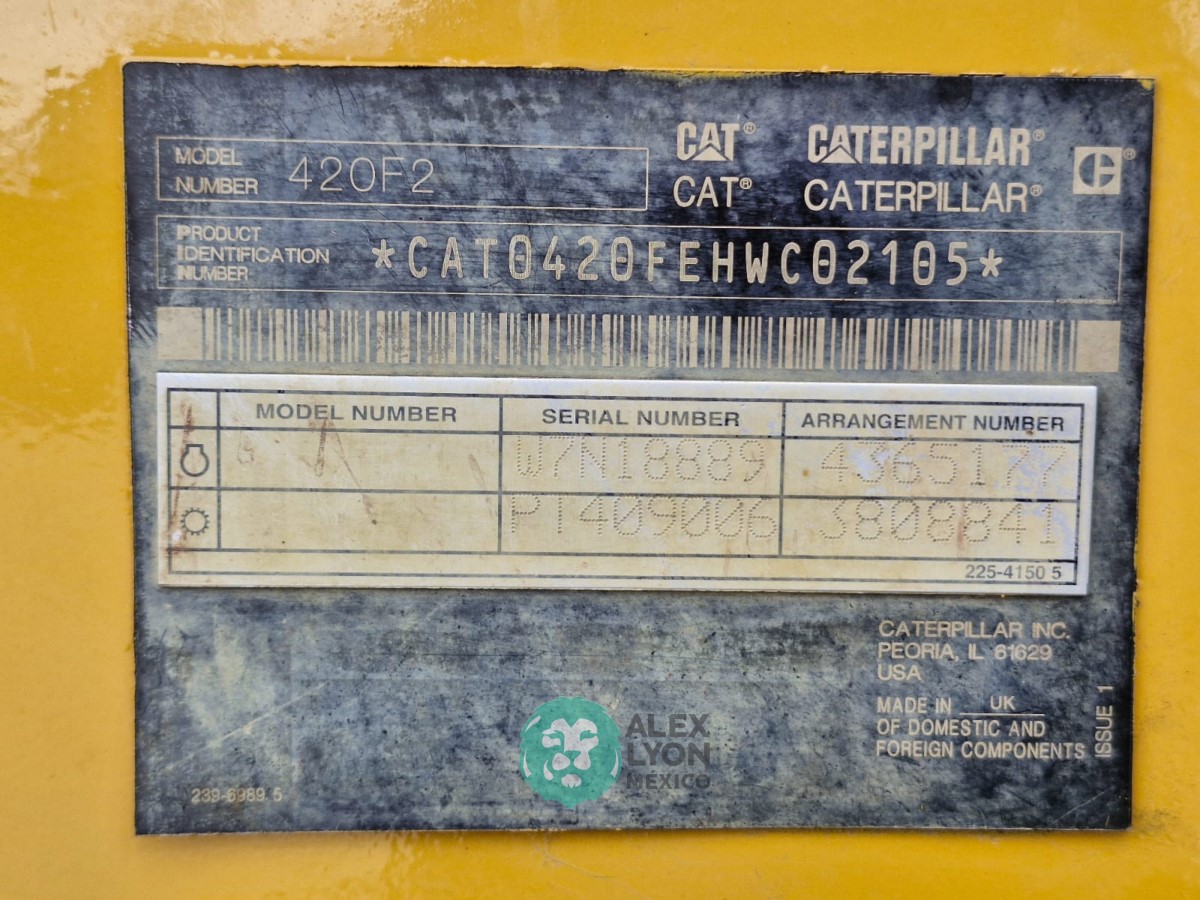 MODEL
NUMBER 420F2
CAT® CATERPILLAR®
CAT® CATERPILLAR®
PRODUCT
IDENTIFICATION
NUMBER
*CAT0420FEHWC02105*
MODEL NUMBER SERIAL NUMBER ARRANGEMENT NUMBER
W7N18889 4365177
PT409006 3808841
225-4150 5
CATERPILLAR INC.
PEORIA, IL 61629
USA
MADE IN UK
OF DOMESTIC AND
FOREIGN COMPONENTS
ISSUE 1
239-6989 5
ALEX
LYON
MÉXICO